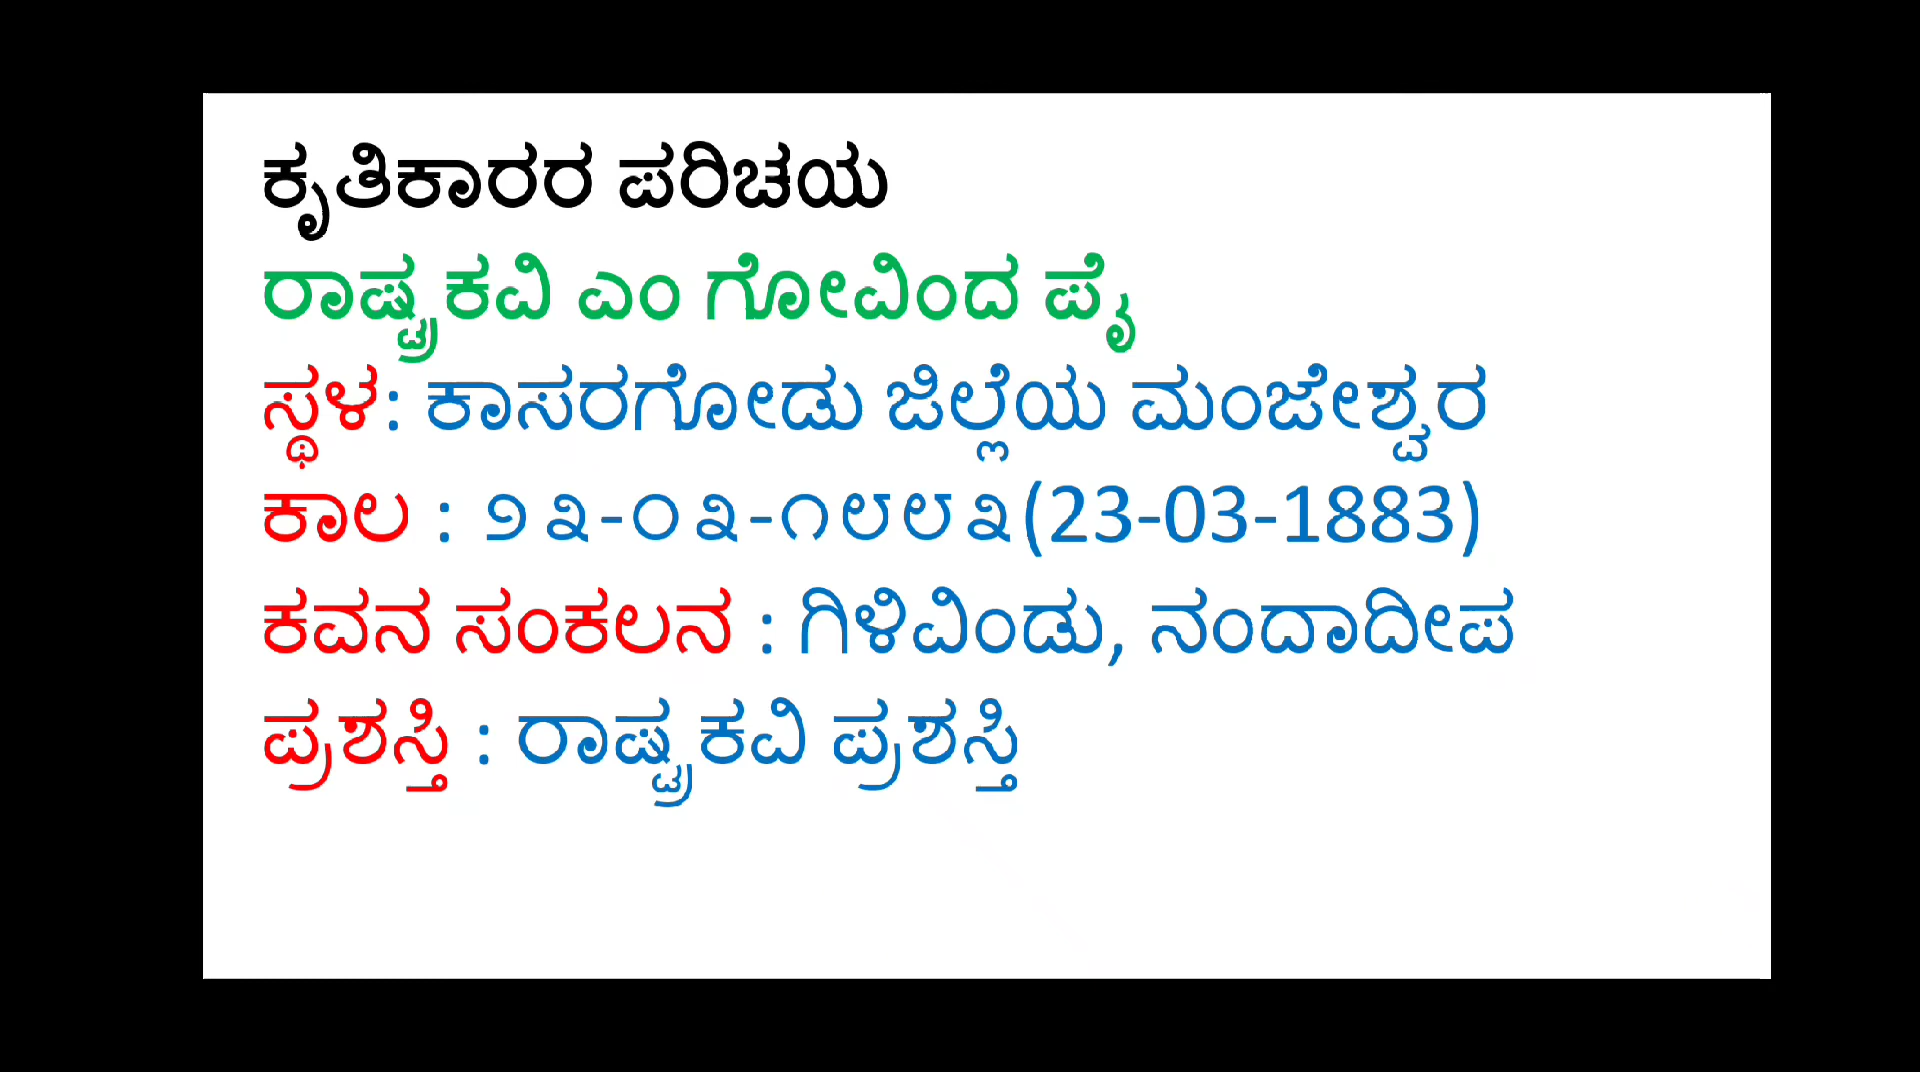 ಕೃತಿಕಾರರ ಪರಿಚಯ
ರಾಷ್ಟ್ರಕವಿ ಎಂ ಗೋವಿಂದ ಪೈ
ಸ್ಥಳ: ಕಾಸರಗೋಡು ಜಿಲ್ಲೆಯ ಮಂಜೇಶ್ವರ
ಕಾಲ : ೨೩-೦೩-೧೮೮೩(23-03-1883)
ಕವನ ಸಂಕಲನ : ಗಿಳಿವಿಂಡು, ನಂದಾದೀಪ
ಪ್ರಶಸ್ತಿ : ರಾಷ್ಟ್ರಕವಿ ಪ್ರಶಸ್ತಿ